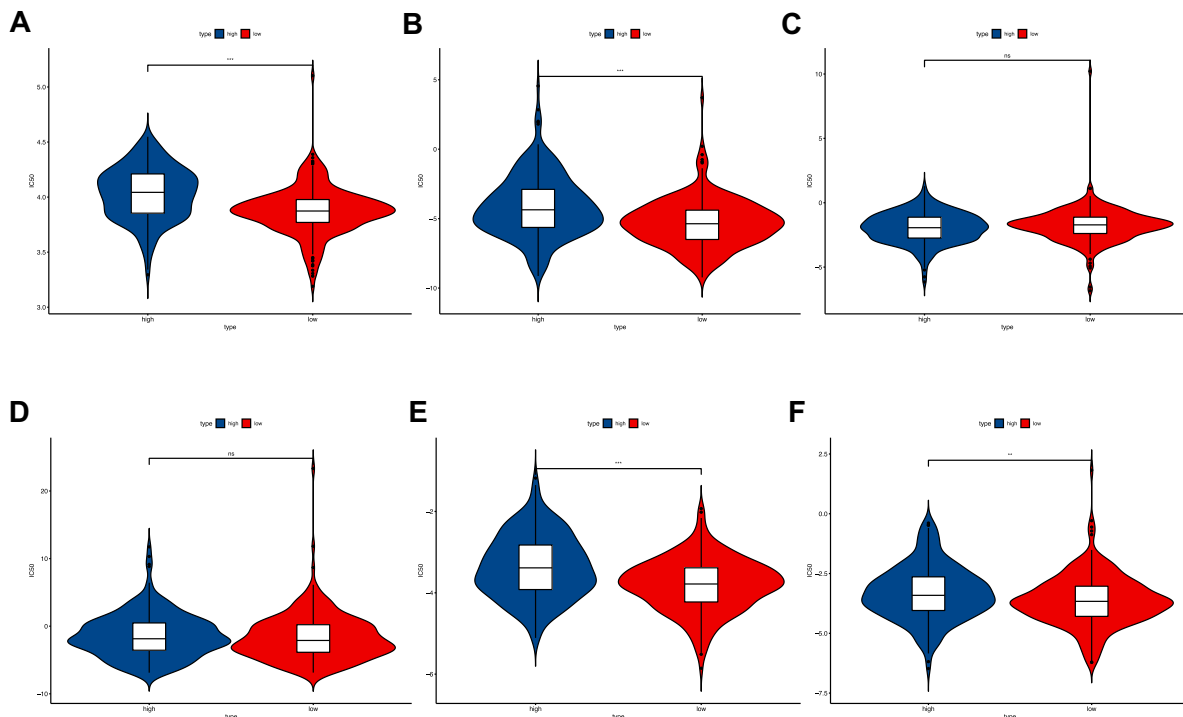 A
type high low
***
5.0
4.5
4.0
3.5
3.0
IC50
high low
type
B
type high low
***
5
0
−5
−10
IC50
high low
type
C
type high low
ns
10
5
0
−5
IC50
high low
type
D
type high low
ns
20
10
0
−10
IC50
high low
type
E
type high low
***
−2
−4
−6
IC50
high low
type
F
type high low
**
2.5
0.0
−2.5
−5.0
−7.5
IC50
high low
type